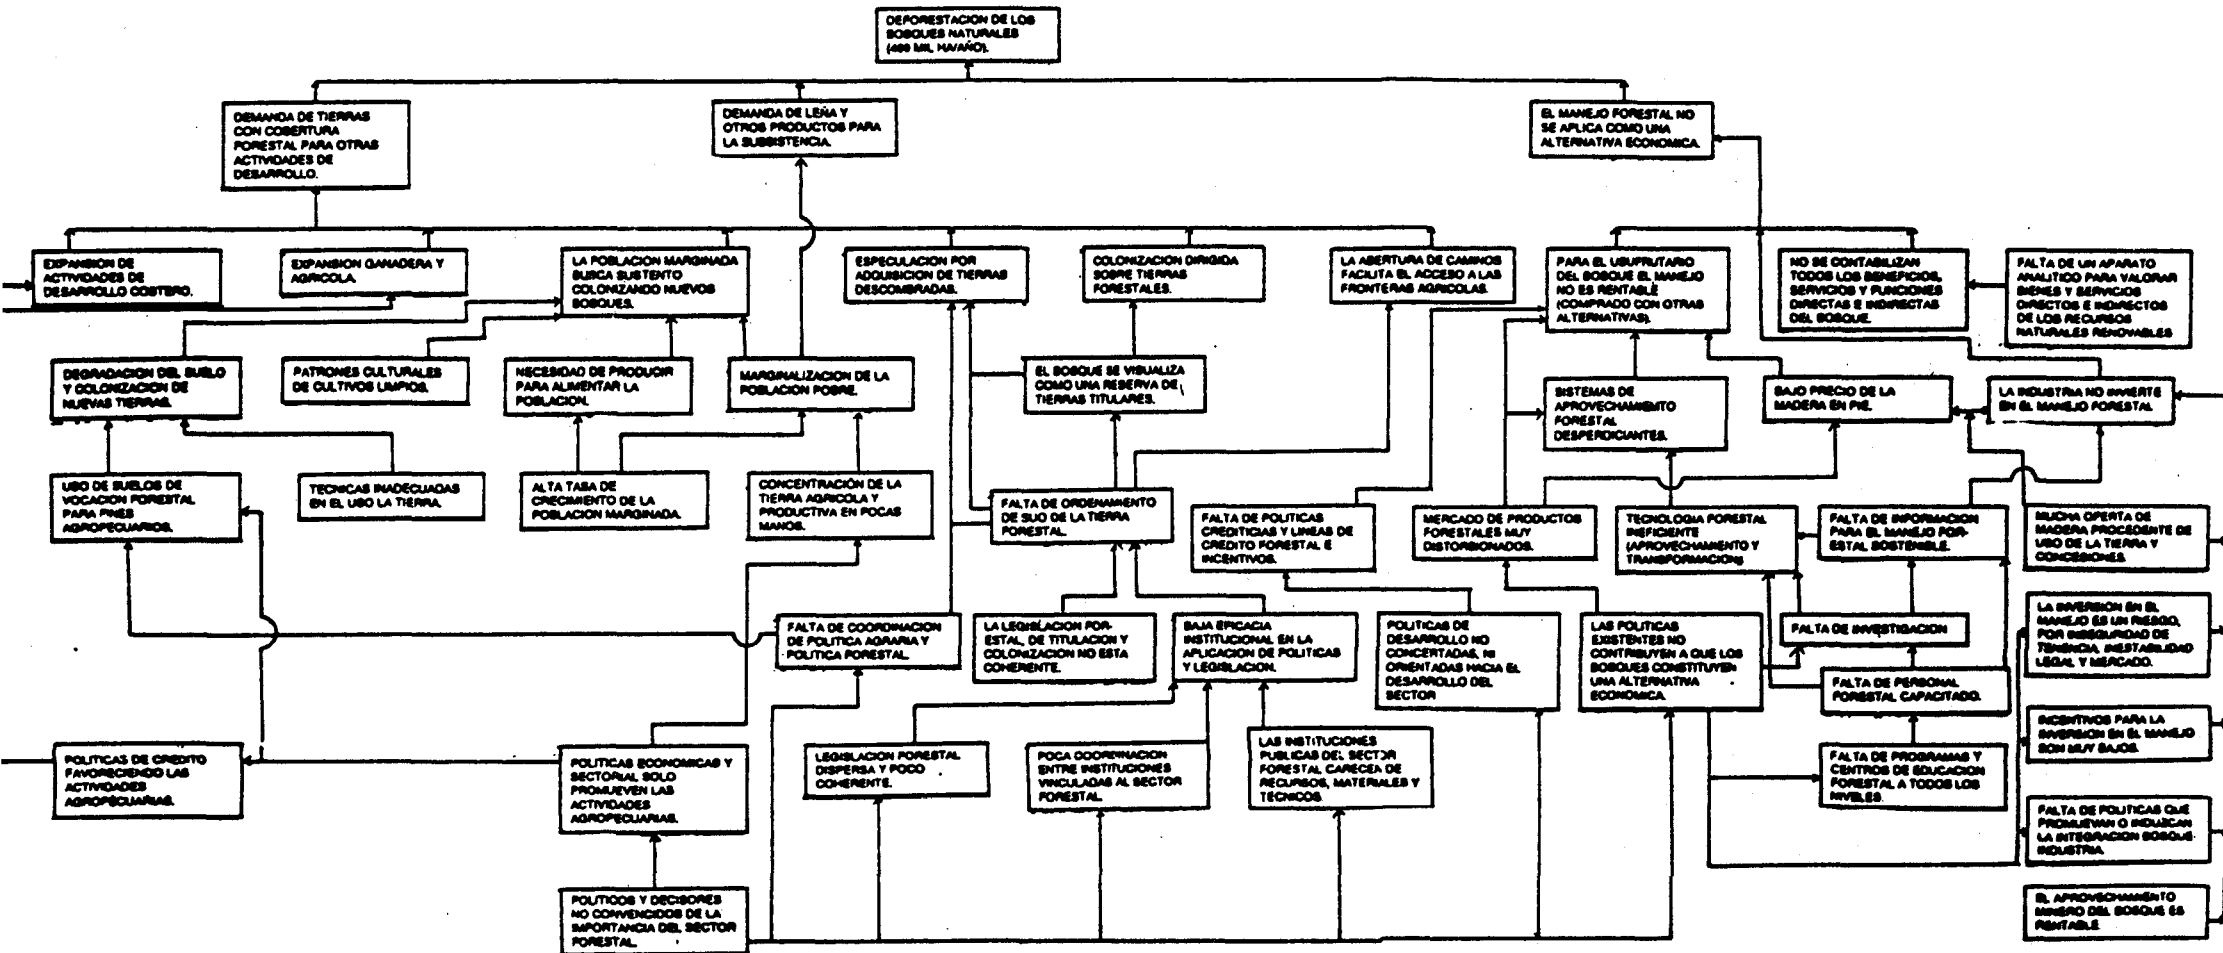 DEFORESTACION DE LOS
BOSQUES NATURALES
(400 MIL HA/AÑO).
DEMANDA DE TIERRAS
CON COBERTURA
FORESTAL PARA OTRAS
ACTIVIDADES DE
DESARROLLO.
DEMANDA DE LEÑA Y
OTROS PRODUCTOS PARA
LA SUBSISTENCIA.
EL MANEJO FORESTAL NO
SE APLICA COMO UNA
ALTERNATIVA ECONOMICA.
EXPANSION DE
ACTIVIDADES DE
DESARROLLO COSTERO.
EXPANSION GANADERA Y
AGRICOLA.
LA POBLACION MARGINADA
BUSCA SUSTENTO
COLONIZANDO NUEVOS
BOSQUES.
ESPECULACION POR
ADQUISICION DE TIERRAS
DESCOMBRADAS.
COLONIZACION DIRIGIDA
SOBRE TIERRAS
FORESTALES.
LA ABERTURA DE CAMINOS
FACILITA EL ACCESO A LAS
FRONTERAS AGRICOLAS.
PARA EL USUFRUTARIO
DEL BOSQUE EL MANEJO
NO ES RENTABLE
(COMPRADO CON OTRAS
ALTERNATIVAS).
NO SE CONTABILIZAN
TODOS LOS BENEFICIOS,
SERVICIOS Y FUNCIONES
DIRECTAS E INDIRECTAS
DEL BOSQUE.
FALTA DE UN APARATO
ANALITICO PARA VALORAR
BIENES Y SERVICIOS
DIRECTOS E INDIRECTOS
DE LOS RECURSOS
NATURALES RENOVABLES
DEGRADACION DEL SUELO
Y COLONIZACION DE
NUEVAS TIERRAS.
PATRONES CULTURALES
DE CULTIVOS LIMPIOS.
NECESIDAD DE PRODUCIR
PARA ALIMENTAR LA
POBLACION.
MARGINALIZACION DE LA
POBLACION POBRE.
EL BOSQUE SE VISUALIZA
COMO UNA RESERVA DE
TIERRAS TITULARES.
SISTEMAS DE
APROVECHAMIENTO
FORESTAL
DESPERDICIANTES.
BAJO PRECIO DE LA
MADERA EN PIE.
LA INDUSTRIA NO INVIERTE
EN EL MANEJO FORESTAL
USO DE SUELOS DE
VOCACION FORESTAL
PARA FINES
AGROPECUARIOS.
TECNICAS INADECUADAS
EN EL USO LA TIERRA.
ALTA TASA DE
CRECIMIENTO DE LA
POBLACION MARGINADA.
CONCENTRACIÓN DE LA
TIERRA AGRICOLA Y
PRODUCTIVA EN POCAS
MANOS.
FALTA DE ORDENAMIENTO
DE SUO DE LA TIERRA
FORESTAL.
FALTA DE POLITICAS
CREDITICIAS Y LINEAS DE
CREDITO FORESTAL E
INCENTIVOS.
MERCADO DE PRODUCTOS
FORESTALES MUY
DISTORSIONADOS.
TECNOLOGIA FORESTAL
INEFICIENTE
(APROVECHAMIENTO Y
TRANSFORMACION)
FALTA DE INFORMACION
PARA EL MANEJO FOR-
ESTAL SOSTENIBLE.
MUCHA OFERTA DE
MADERA PROCEDENTE DE
USO DE LA TIERRA Y
CONCESIONES.
FALTA DE COORDINACION
DE POLITICA AGRARIA Y
POLITICA FORESTAL.
LA LEGISLACION FOR-
ESTAL, DE TITULACION Y
COLONIZACION NO ESTA
COHERENTE.
BAJA EFICACIA
INSTITUCIONAL EN LA
APLICACION DE POLITICAS
Y LEGISLACION.
POLITICAS DE
DESARROLLO NO
CONCERTADAS, NI
ORIENTADAS HACIA EL
DESARROLLO DEL
SECTOR
LAS POLITICAS
EXISTENTES NO
CONTRIBUYEN A QUE LOS
BOSQUES CONSTITUYEN
UNA ALTERNATIVA
ECONOMICA.
FALTA DE INVESTIGACION
LA INVERSION EN EL
MANEJO ES UN RIESGO,
POR INSEGURIDAD DE
TENENCIA, INESTABILIDAD
LEGAL Y MERCADO.
FALTA DE PERSONAL
FORESTAL CAPACITADO.
POLITICAS DE CREDITO
FAVORECIENDO LAS
ACTIVIDADES
AGROPECUARIAS.
POLITICAS ECONOMICAS Y
SECTORIAL SOLO
PROMUEVEN LAS
ACTIVIDADES
AGROPECUARIAS.
LEGISLACION FORESTAL
DISPERSA Y POCO
COHERENTE.
POCA COORDINACION
ENTRE INSTITUCIONES
VINCULADAS AL SECTOR
FORESTAL.
LAS INSTITUCIONES
PUBLICAS DEL SECTOR
FORESTAL CARECEN DE
RECURSOS, MATERIALES Y
TECNICOS.
FALTA DE PROGRAMAS Y
CENTROS DE EDUCACION
FORESTAL A TODOS LOS
NIVELES.
INCENTIVOS PARA LA
INVERSION EN EL MANEJO
SON MUY BAJOS.
FALTA DE POLITICAS QUE
PROMUEVAN O INDUZCAN
LA INTEGRACION BOSQUE-
INDUSTRIA.
POLITICOS Y DECISORES
NO CONVENCIDOS DE LA
IMPORTANCIA DEL SECTOR
FORESTAL.
EL APROVECHAMIENTO
MINERO DEL BOSQUE ES
RENTABLE